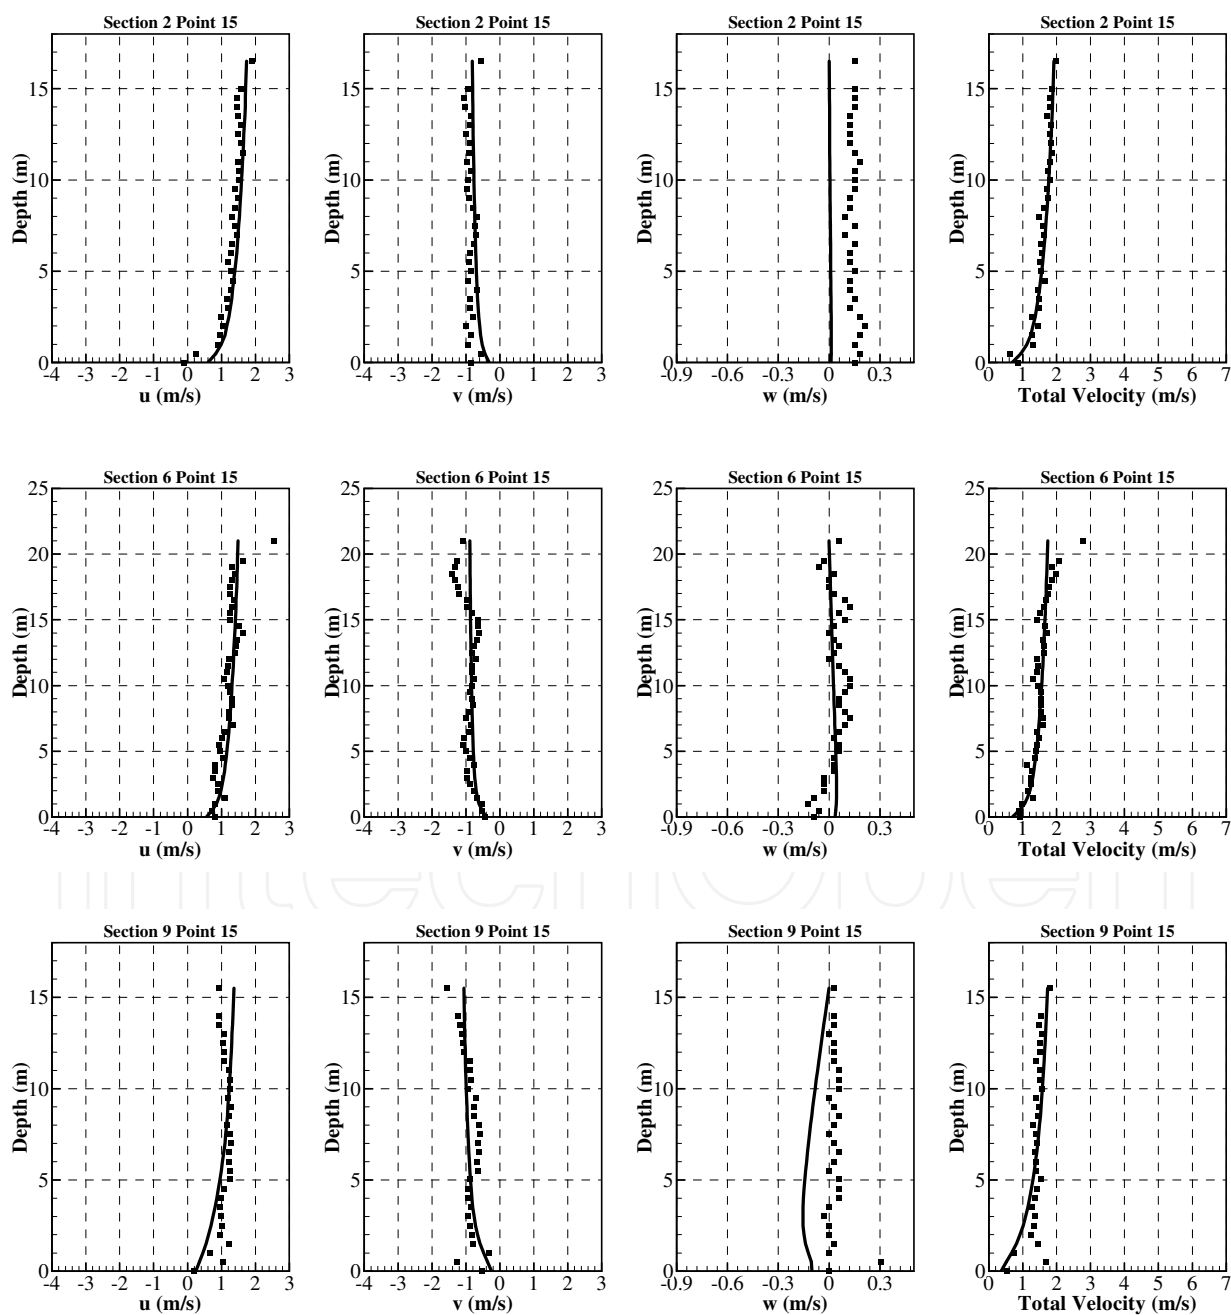 Section 2 Point 15 Section 2 Point 15 Section 2 Point 15 Section 2 Point 15
15 15 15 15
10 10 10 10
5 5 5 5
0 0 0 0
Depth (m) Depth (m) Depth (m) Depth (m)
-4 -3 -2 -1 0 1 2 3 -4 -3 -2 -1 0 1 2 3 -0.9 -0.6 -0.3 0 0.3 0 1 2 3 4 5 6 7
u (m/s) v (m/s) w (m/s) Total Velocity (m/s)
Section 6 Point 15 Section 6 Point 15 Section 6 Point 15 Section 6 Point 15
25 25 25 25
20 20 20 20
15 15 15 15
10 10 10 10
5 5 5 5
0 0 0 0
Depth (m) Depth (m) Depth (m) Depth (m)
-4 -3 -2 -1 0 1 2 3 -4 -3 -2 -1 0 1 2 3 -0.9 -0.6 -0.3 0 0.3 0 1 2 3 4 5 6 7
u (m/s) v (m/s) w (m/s) Total Velocity (m/s)
Section 9 Point 15 Section 9 Point 15 Section 9 Point 15 Section 9 Point 15
15 15 15 15
10 10 10 10
5 5 5 5
0 0 0 0
Depth (m) Depth (m) Depth (m) Depth (m)
-4 -3 -2 -1 0 1 2 3 -4 -3 -2 -1 0 1 2 3 -0.9 -0.6 -0.3 0 0.3 0 1 2 3 4 5 6 7
u (m/s) v (m/s) w (m/s) Total Velocity (m/s)